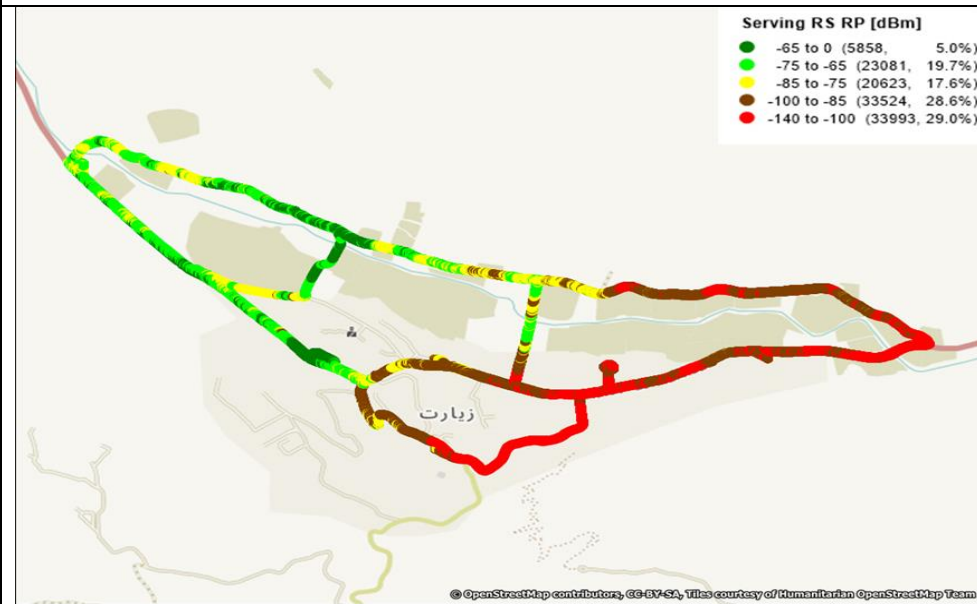 Serving RS RP [dBm]
-65 to 0 (5858, 5.0%)
-75 to -65 (23081, 19.7%)
-85 to -75 (20623, 17.6%)
-100 to -85 (33524, 28.6%)
-140 to -100 (33993, 29.0%)
زیارت
© OpenStreetMap contributors, CC-BY-SA, Tiles courtesy of Humanitarian OpenStreetMap Team